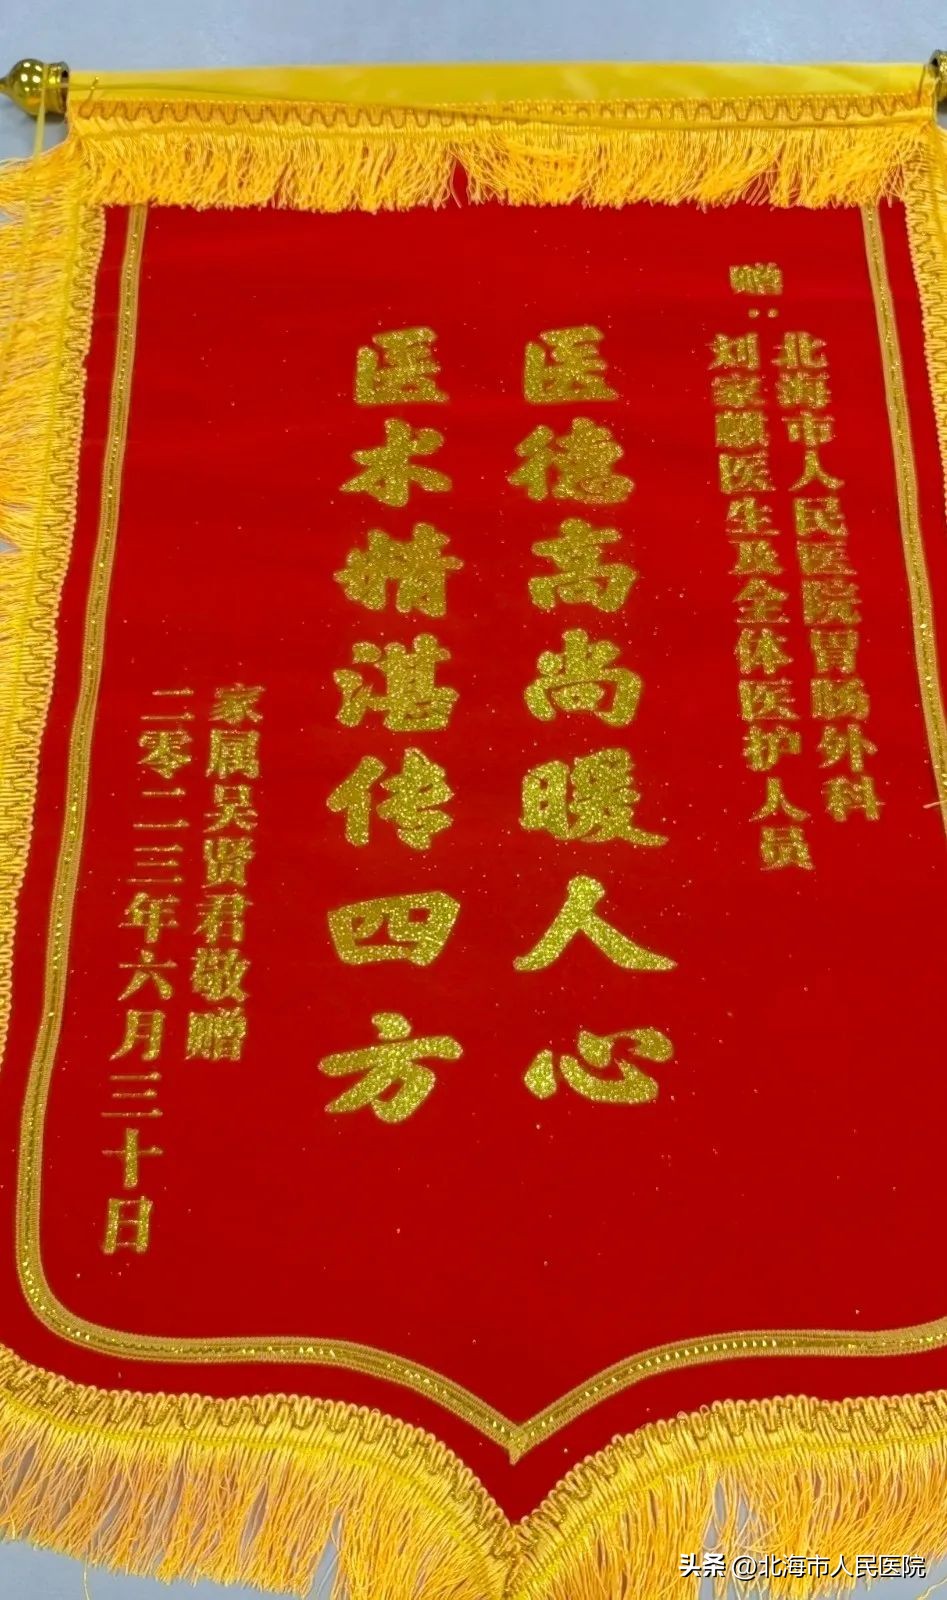 赠:
北海市人民医院胃肠外科
刘家颐医生及全体医护人员
医德高尚暖人心
医术精湛传四方
家属吴贤君敬赠
二零二三年六月三十日
头条 @北海市人民医院